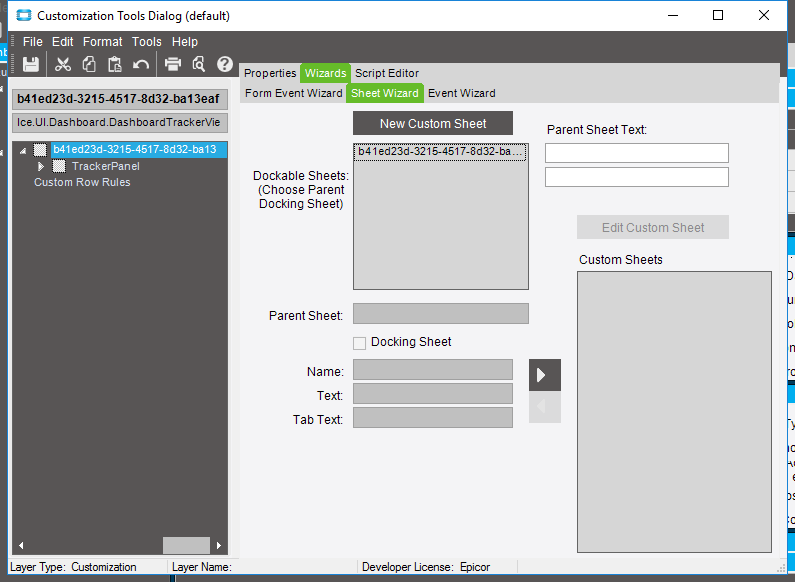 Customization Tools Dialog (default)
File Edit Format Tools Help
Properties Wizards Script Editor
Form Event Wizard Sheet Wizard Event Wizard
b41ed23d-3215-4517-8d32-ba13eaf
Ice.UI.Dashboard.DashboardTrackerVie
b41ed23d-3215-4517-8d32-ba13
TrackerPanel
Custom Row Rules
New Custom Sheet
Dockable Sheets:
(Choose Parent
Docking Sheet)
b41ed23d-3215-4517-8d32-ba...
Parent Sheet Text:
Edit Custom Sheet
Custom Sheets
Parent Sheet:
Docking Sheet
Name:
Text:
Tab Text:
Layer Type: Customization Layer Name: Developer License: Epicor